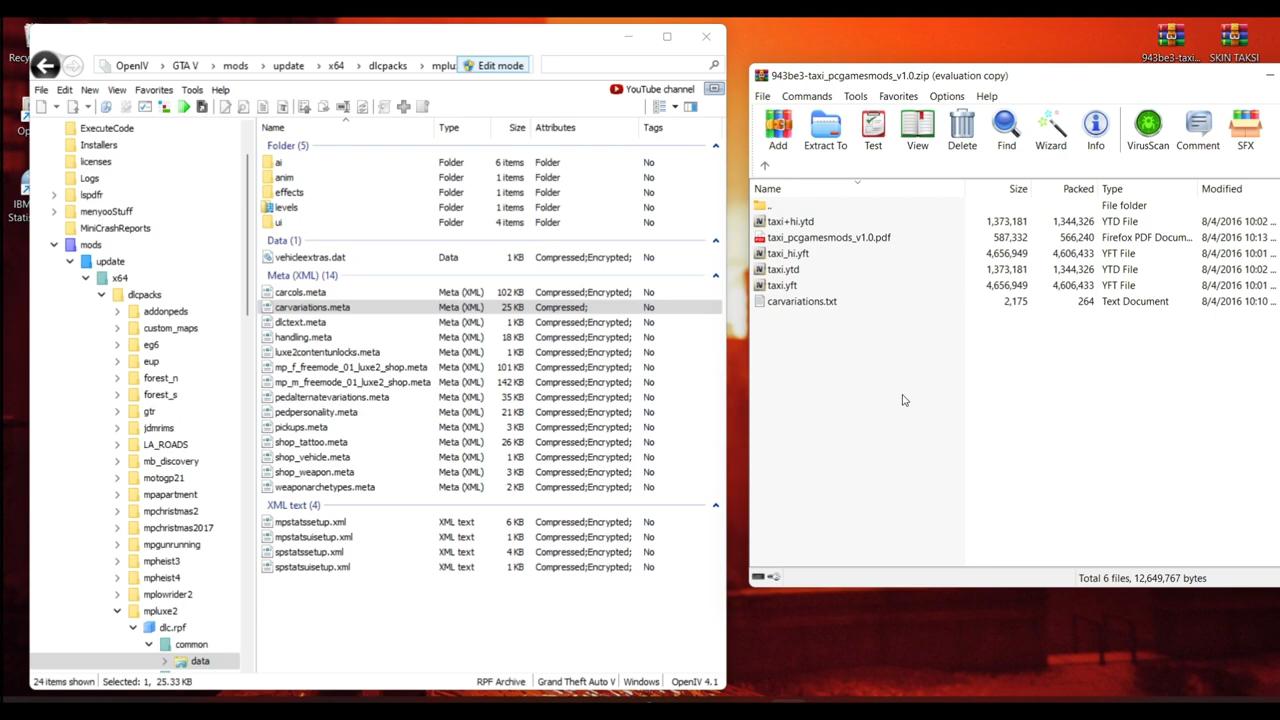 Recy
Op
IBM
Statis
OpenIV
GTA V
mods
update
x64
dlcpacks
mplu
Edit mode
File Edit New View Favorites Tools Help
YouTube channel
ExecuteCode
Installers
licenses
Logs
lspdfr
menyooStuff
MiniCrashReports
mods
update
x64
dlcpacks
addonpeds
custom_maps
eg6
eup
forest_n
forest_s
gtr
jdmrims
LA_ROADS
mb_discovery
motogp21
mpapartment
mpchristmas2
mpchristmas2017
mpgunrunning
mpheist3
mpheist4
mplowrider2
mpluxe2
dlc.rpf
common
data
Name Type Size Attributes Tags
Folder (5)
ai Folder 6 items Folder No
anim Folder 1 items Folder No
effects Folder 1 items Folder No
levels Folder 1 items Folder No
ui Folder 4 items Folder No
Data (1)
vehicleextras.dat Data 1 KB Compressed;Encrypted; No
Meta (XML) (14)
carcols.meta Meta (XML) 102 KB Compressed;Encrypted; No
carvariations.meta Meta (XML) 25 KB Compressed; No
dlctext.meta Meta (XML) 1 KB Compressed;Encrypted; No
handling.meta Meta (XML) 18 KB Compressed;Encrypted; No
luxe2contentunlocks.meta Meta (XML) 1 KB Compressed;Encrypted; No
mp_f_freemode_01_luxe2_shop.meta Meta (XML) 101 KB Compressed;Encrypted; No
mp_m_freemode_01_luxe2_shop.meta Meta (XML) 142 KB Compressed;Encrypted; No
pedalternatevariations.meta Meta (XML) 35 KB Compressed;Encrypted; No
pedpersonality.meta Meta (XML) 21 KB Compressed;Encrypted; No
pickups.meta Meta (XML) 3 KB Compressed;Encrypted; No
shop_tattoo.meta Meta (XML) 26 KB Compressed;Encrypted; No
shop_vehicle.meta Meta (XML) 1 KB Compressed;Encrypted; No
shop_weapon.meta Meta (XML) 3 KB Compressed;Encrypted; No
weaponarchetypes.meta Meta (XML) 2 KB Compressed;Encrypted; No
XML text (4)
mpstatssetup.xml XML text 6 KB Compressed;Encrypted; No
mpstatsuisetup.xml XML text 1 KB Compressed;Encrypted; No
spstatssetup.xml XML text 4 KB Compressed;Encrypted; No
spstatsuisetup.xml XML text 1 KB Compressed;Encrypted; No
24 items shown Selected: 1, 25.33 KB RPF Archive Grand Theft Auto V Windows OpenIV 4.1
943be3-taxi... SKIN TAKSI
943be3-taxi_pcgamesmods_v1.0.zip (evaluation copy)
File Commands Tools Favorites Options Help
Add Extract To Test View Delete Find Wizard Info VirusScan Comment SFX
Name Size Packed Type Modified
.. File folder
taxi+hi.ytd 1,373,181 1,344,326 YTD File 8/4/2016 10:02 ...
taxi_pcgamesmods_v1.0.pdf 587,332 566,240 Firefox PDF Docum... 8/4/2016 10:13 ...
taxi_hi.yft 4,656,949 4,606,433 YFT File 8/4/2016 10:01 ...
taxi.ytd 1,373,181 1,344,326 YTD File 8/4/2016 10:02 ...
taxi.yft 4,656,949 4,606,433 YFT File 8/4/2016 10:01 ...
carvariations.txt 2,175 264 Text Document 8/4/2016 10:10 ...
Total 6 files, 12,649,767 bytes